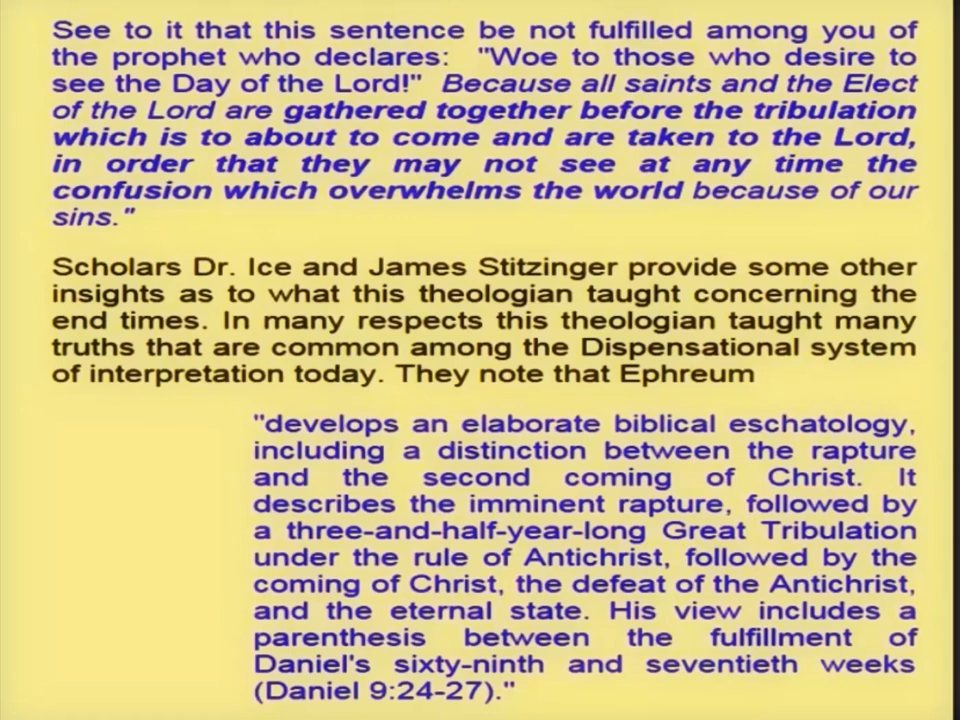 See to it that this sentence be not fulfilled among you of
the prophet who declares: "Woe to those who desire to
see the Day of the Lord!" Because all saints and the Elect
of the Lord are gathered together before the tribulation
which is to about to come and are taken to the Lord,
in order that they may not see at any time the
confusion which overwhelms the world because of our
sins."
Scholars Dr. Ice and James Stitzinger provide some other
insights as to what this theologian taught concerning the
end times. In many respects this theologian taught many
truths that are common among the Dispensational system
of interpretation today. They note that Ephreum
"develops an elaborate biblical eschatology,
including a distinction between the rapture
and the second coming of Christ. It
describes the imminent rapture, followed by
a three-and-half-year-long Great Tribulation
under the rule of Antichrist, followed by the
coming of Christ, the defeat of the Antichrist,
and the eternal state. His view includes a
parenthesis between the fulfillment of
Daniel's sixty-ninth and seventieth weeks
(Daniel 9:24-27)."